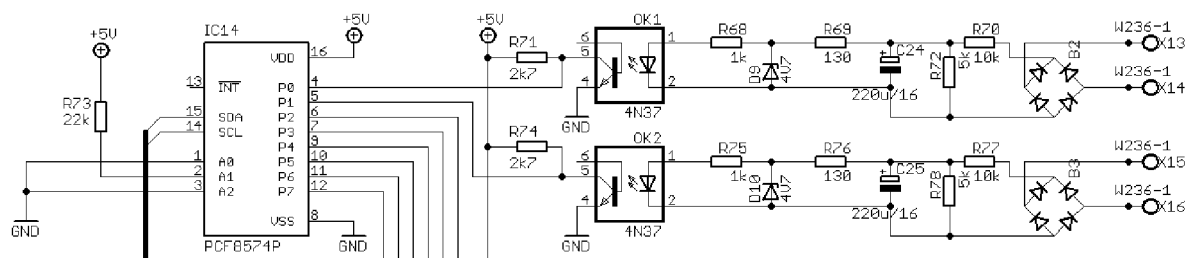 +5V
R73
22k
GND
IC14
13
INT
15
SDA
14
SCL
1
A0
2
A1
3
A2
VDD
16
+5V
P0
4
P1
5
P2
6
P3
7
P4
9
P5
10
P6
11
P7
12
VSS
8
GND
PCF8574P
+5V
R71
2k7
GND
OK1
6
5
4
1
2
4N37
R68
1k
D9
4V7
R69
130
+
C24
220u/16
R72
5k
R70
10k
B2
W236-1
X13
W236-1
X14
R74
2k7
GND
OK2
6
5
4
1
2
4N37
R75
1k
D10
4V7
R76
130
+
C25
220u/16
R78
5k
R77
10k
B3
W236-1
X15
W236-1
X16